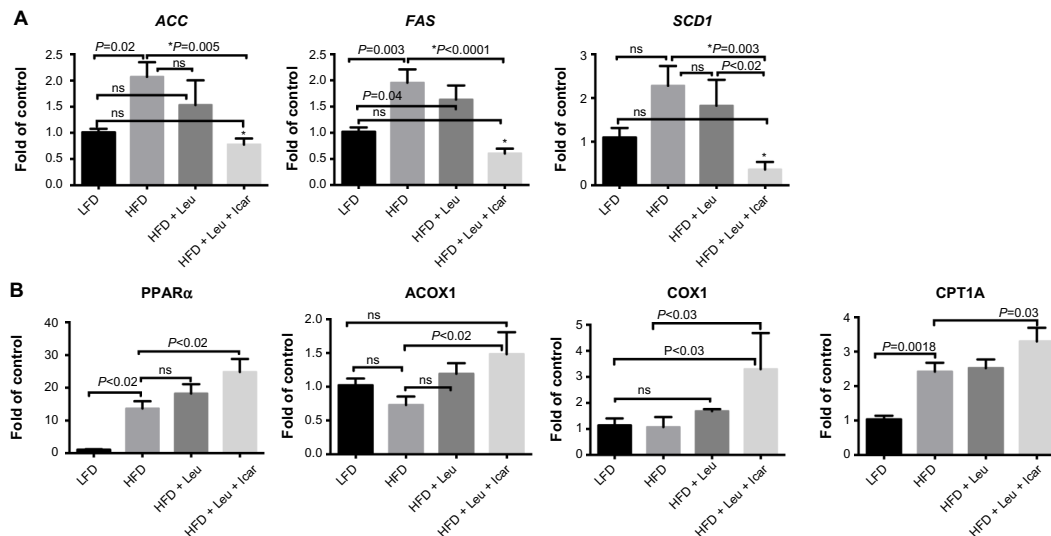 A
ACC
Fold of control
2.5
2.0
1.5
1.0
0.5
0.0
P=0.02
*P=0.005
ns
ns
ns
*
LFD
HFD
HFD + Leu
HFD + Leu + Icar
FAS
Fold of control
2.5
2.0
1.5
1.0
0.5
0.0
P=0.003
*P<0.0001
P=0.04
ns
*
LFD
HFD
HFD + Leu
HFD + Leu + Icar
SCD1
Fold of control
3
2
1
0
ns
*P=0.003
ns
P<0.02
ns
*
LFD
HFD
HFD + Leu
HFD + Leu + Icar
B
PPARα
Fold of control
40
30
20
10
0
P<0.02
P<0.02
ns
LFD
HFD
HFD + Leu
HFD + Leu + Icar
ACOX1
Fold of control
2.0
1.5
1.0
0.5
0.0
ns
P<0.02
ns
ns
LFD
HFD
HFD + Leu
HFD + Leu + Icar
COX1
Fold of control
5
4
3
2
1
0
P<0.03
P<0.03
ns
LFD
HFD
HFD + Leu
HFD + Leu + Icar
CPT1A
Fold of control
4
3
2
1
0
P=0.03
P=0.0018
LFD
HFD
HFD + Leu
HFD + Leu + Icar